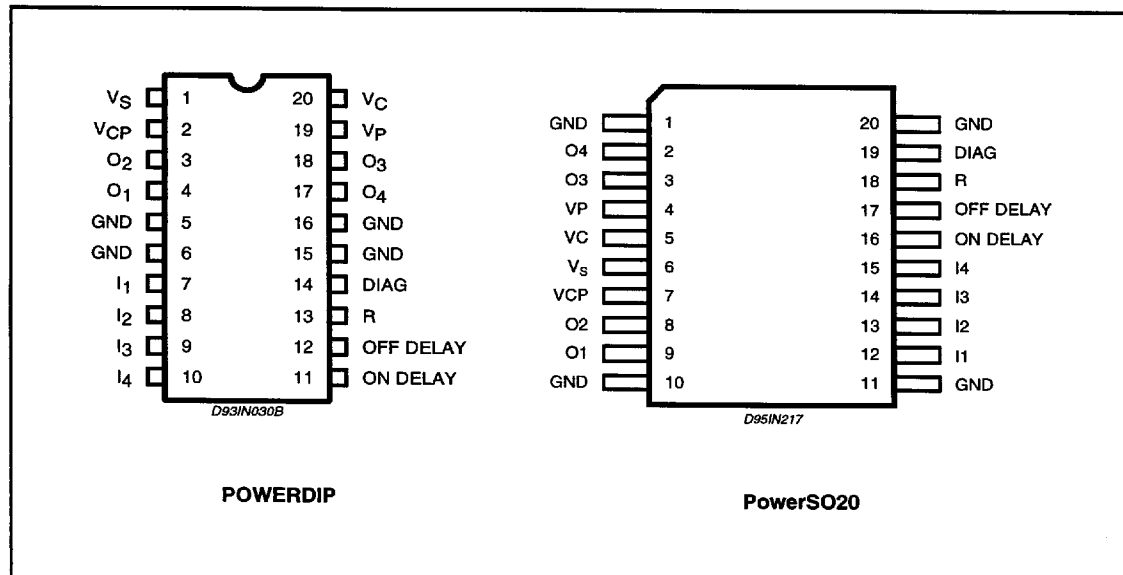 VS 1 20 VC
VCP 2 19 VP
O2 3 18 O3
O1 4 17 O4
GND 5 16 GND
GND 6 15 GND
I1 7 14 DIAG
I2 8 13 R
I3 9 12 OFF DELAY
I4 10 11 ON DELAY
D93IN030B
POWERDIP
GND 1 20 GND
O4 2 19 DIAG
O3 3 18 R
VP 4 17 OFF DELAY
VC 5 16 ON DELAY
VS 6 15 I4
VCP 7 14 I3
O2 8 13 I2
O1 9 12 I1
GND 10 11 GND
D95IN217
PowerSO20